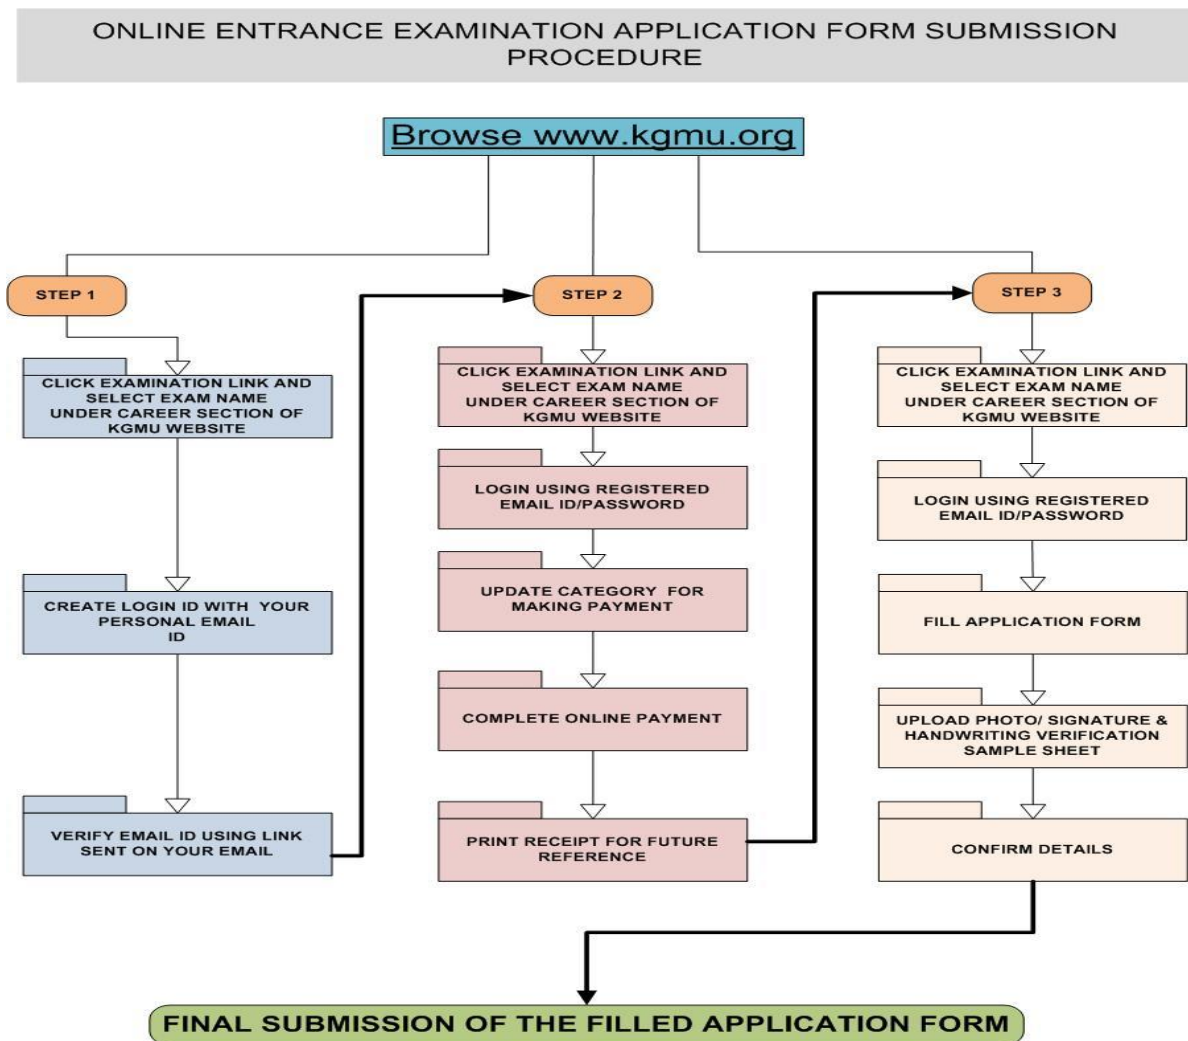 ONLINE ENTRANCE EXAMINATION APPLICATION FORM SUBMISSION
PROCEDURE
Browse www.kgmu.org
STEP 1
CLICK EXAMINATION LINK AND
SELECT EXAM NAME
UNDER CAREER SECTION OF
KGMU WEBSITE
CREATE LOGIN ID WITH YOUR
PERSONAL EMAIL
ID
VERIFY EMAIL ID USING LINK
SENT ON YOUR EMAIL
STEP 2
CLICK EXAMINATION LINK AND
SELECT EXAM NAME
UNDER CAREER SECTION OF
KGMU WEBSITE
LOGIN USING REGISTERED
EMAIL ID/PASSWORD
UPDATE CATEGORY FOR
MAKING PAYMENT
COMPLETE ONLINE PAYMENT
PRINT RECEIPT FOR FUTURE
REFERENCE
STEP 3
CLICK EXAMINATION LINK AND
SELECT EXAM NAME
UNDER CAREER SECTION OF
KGMU WEBSITE
LOGIN USING REGISTERED
EMAIL ID/PASSWORD
FILL APPLICATION FORM
UPLOAD PHOTO/ SIGNATURE &
HANDWRITING VERIFICATION
SAMPLE SHEET
CONFIRM DETAILS
FINAL SUBMISSION OF THE FILLED APPLICATION FORM